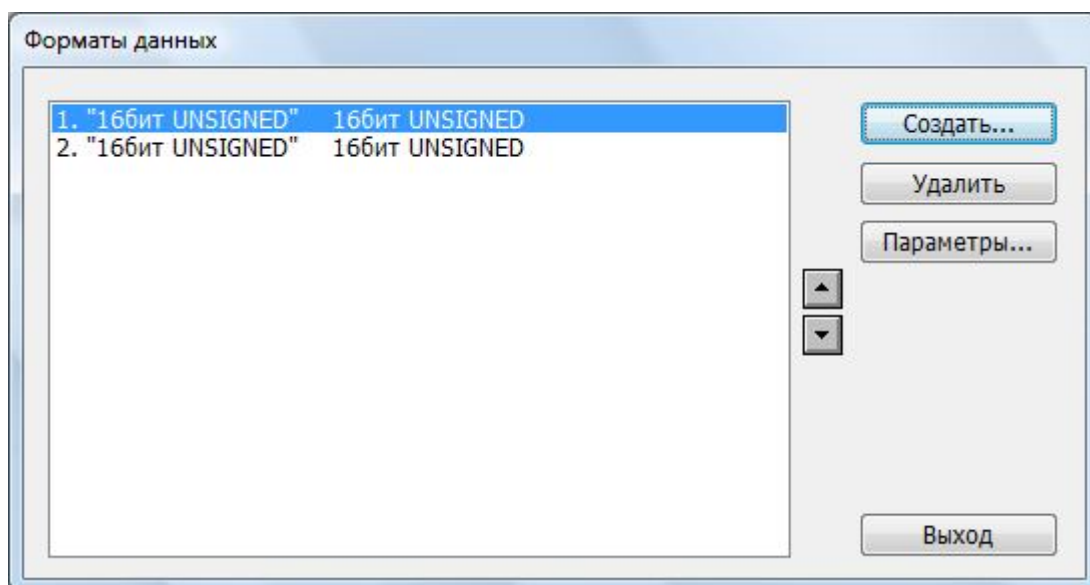 Форматы данных
1. "16бит UNSIGNED" 16бит UNSIGNED
2. "16бит UNSIGNED" 16бит UNSIGNED
Создать...
Удалить
Параметры...
Выход